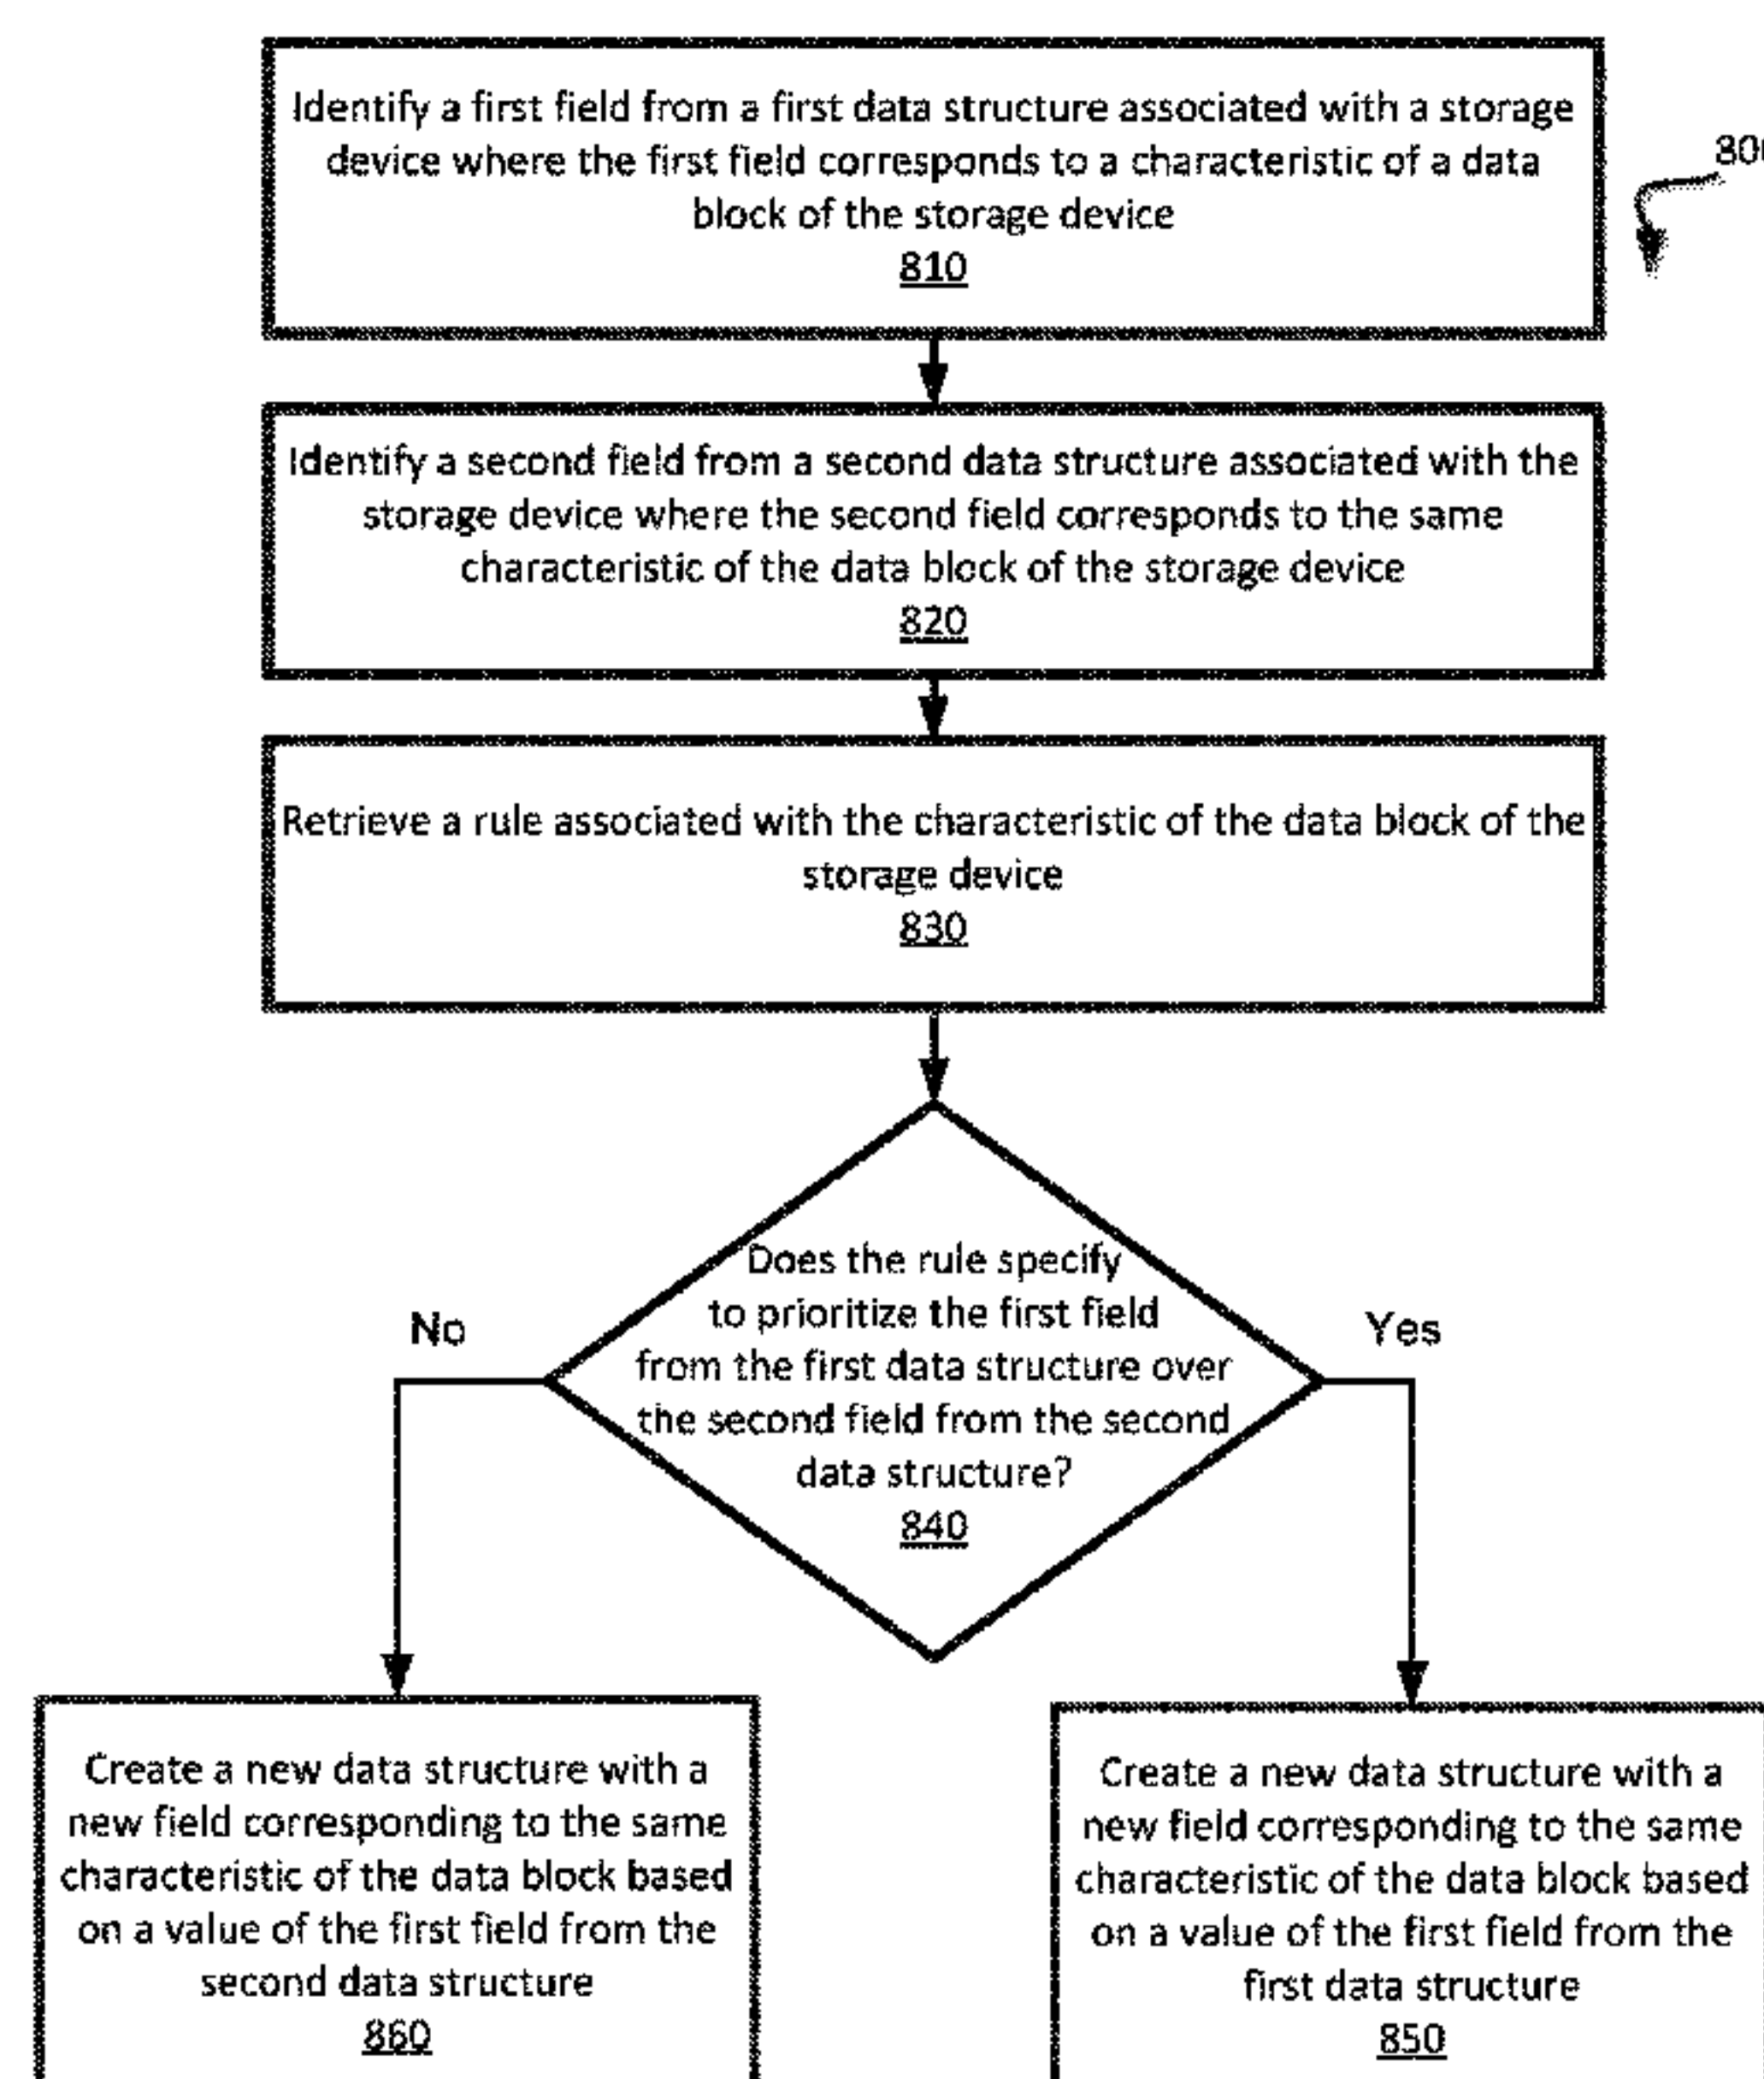 Identify a first field from a first data structure associated with a storage
device where the first field corresponds to a characteristic of a data
block of the storage device
810
800
Identify a second field from a second data structure associated with the
storage device where the second field corresponds to the same
characteristic of the data block of the storage device
820
Retrieve a rule associated with the characteristic of the data block of the
storage device
830
Does the rule specify
to prioritize the first field
from the first data structure over
the second field from the second
data structure?
840
No
Yes
Create a new data structure with a
new field corresponding to the same
characteristic of the data block based
on a value of the first field from the
second data structure
860
Create a new data structure with a
new field corresponding to the same
characteristic of the data block based
on a value of the first field from the
first data structure
850